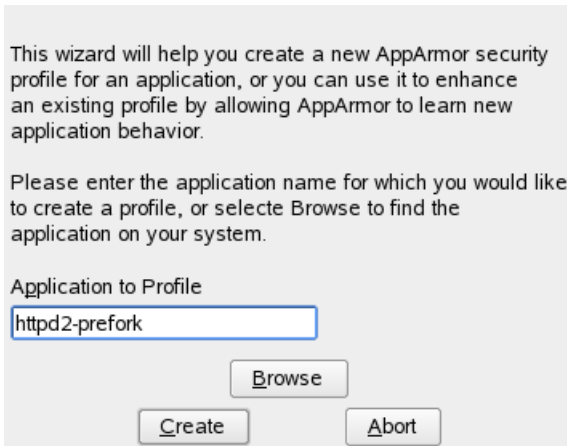 This wizard will help you create a new AppArmor security
profile for an application, or you can use it to enhance
an existing profile by allowing AppArmor to learn new
application behavior.
Please enter the application name for which you would like
to create a profile, or selecte Browse to find the
application on your system.
Application to Profile
httpd2-prefork
Browse
Create Abort